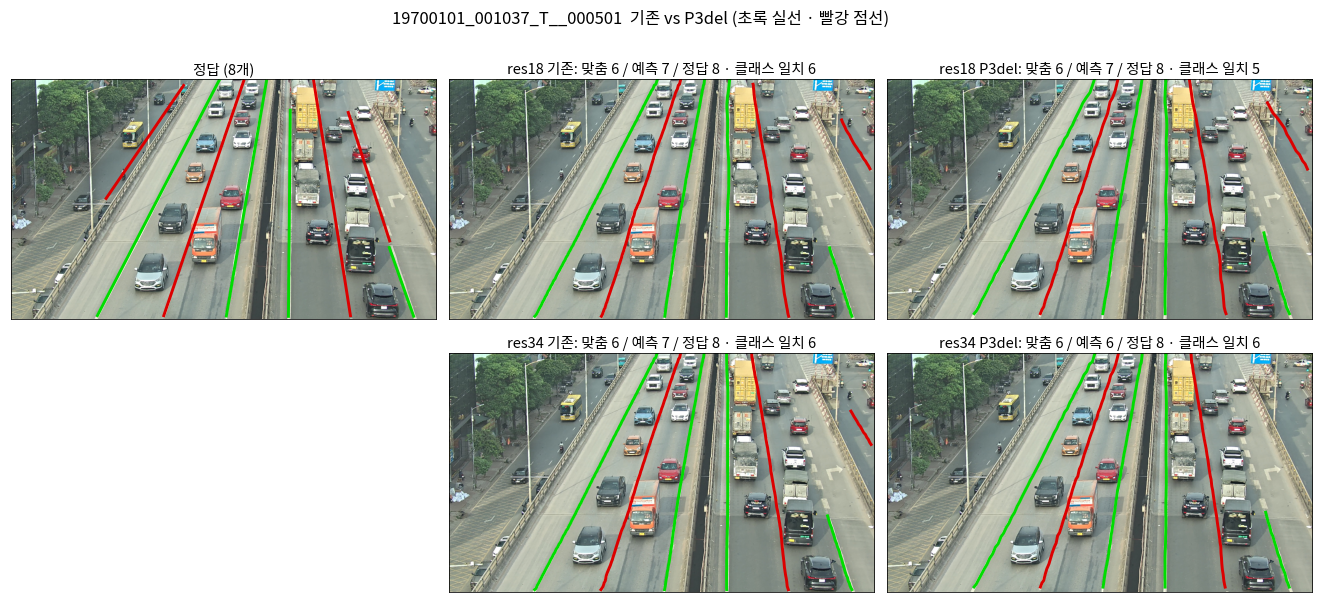 19700101_001037_T__000501 기존 vs P3del (초록 실선 · 빨강 점선)
정답 (8개)
res18 기존: 맞춤 6 / 예측 7 / 정답 8 · 클래스 일치 6
res18 P3del: 맞춤 6 / 예측 7 / 정답 8 · 클래스 일치 5
res34 기존: 맞춤 6 / 예측 7 / 정답 8 · 클래스 일치 6
res34 P3del: 맞춤 6 / 예측 6 / 정답 8 · 클래스 일치 6